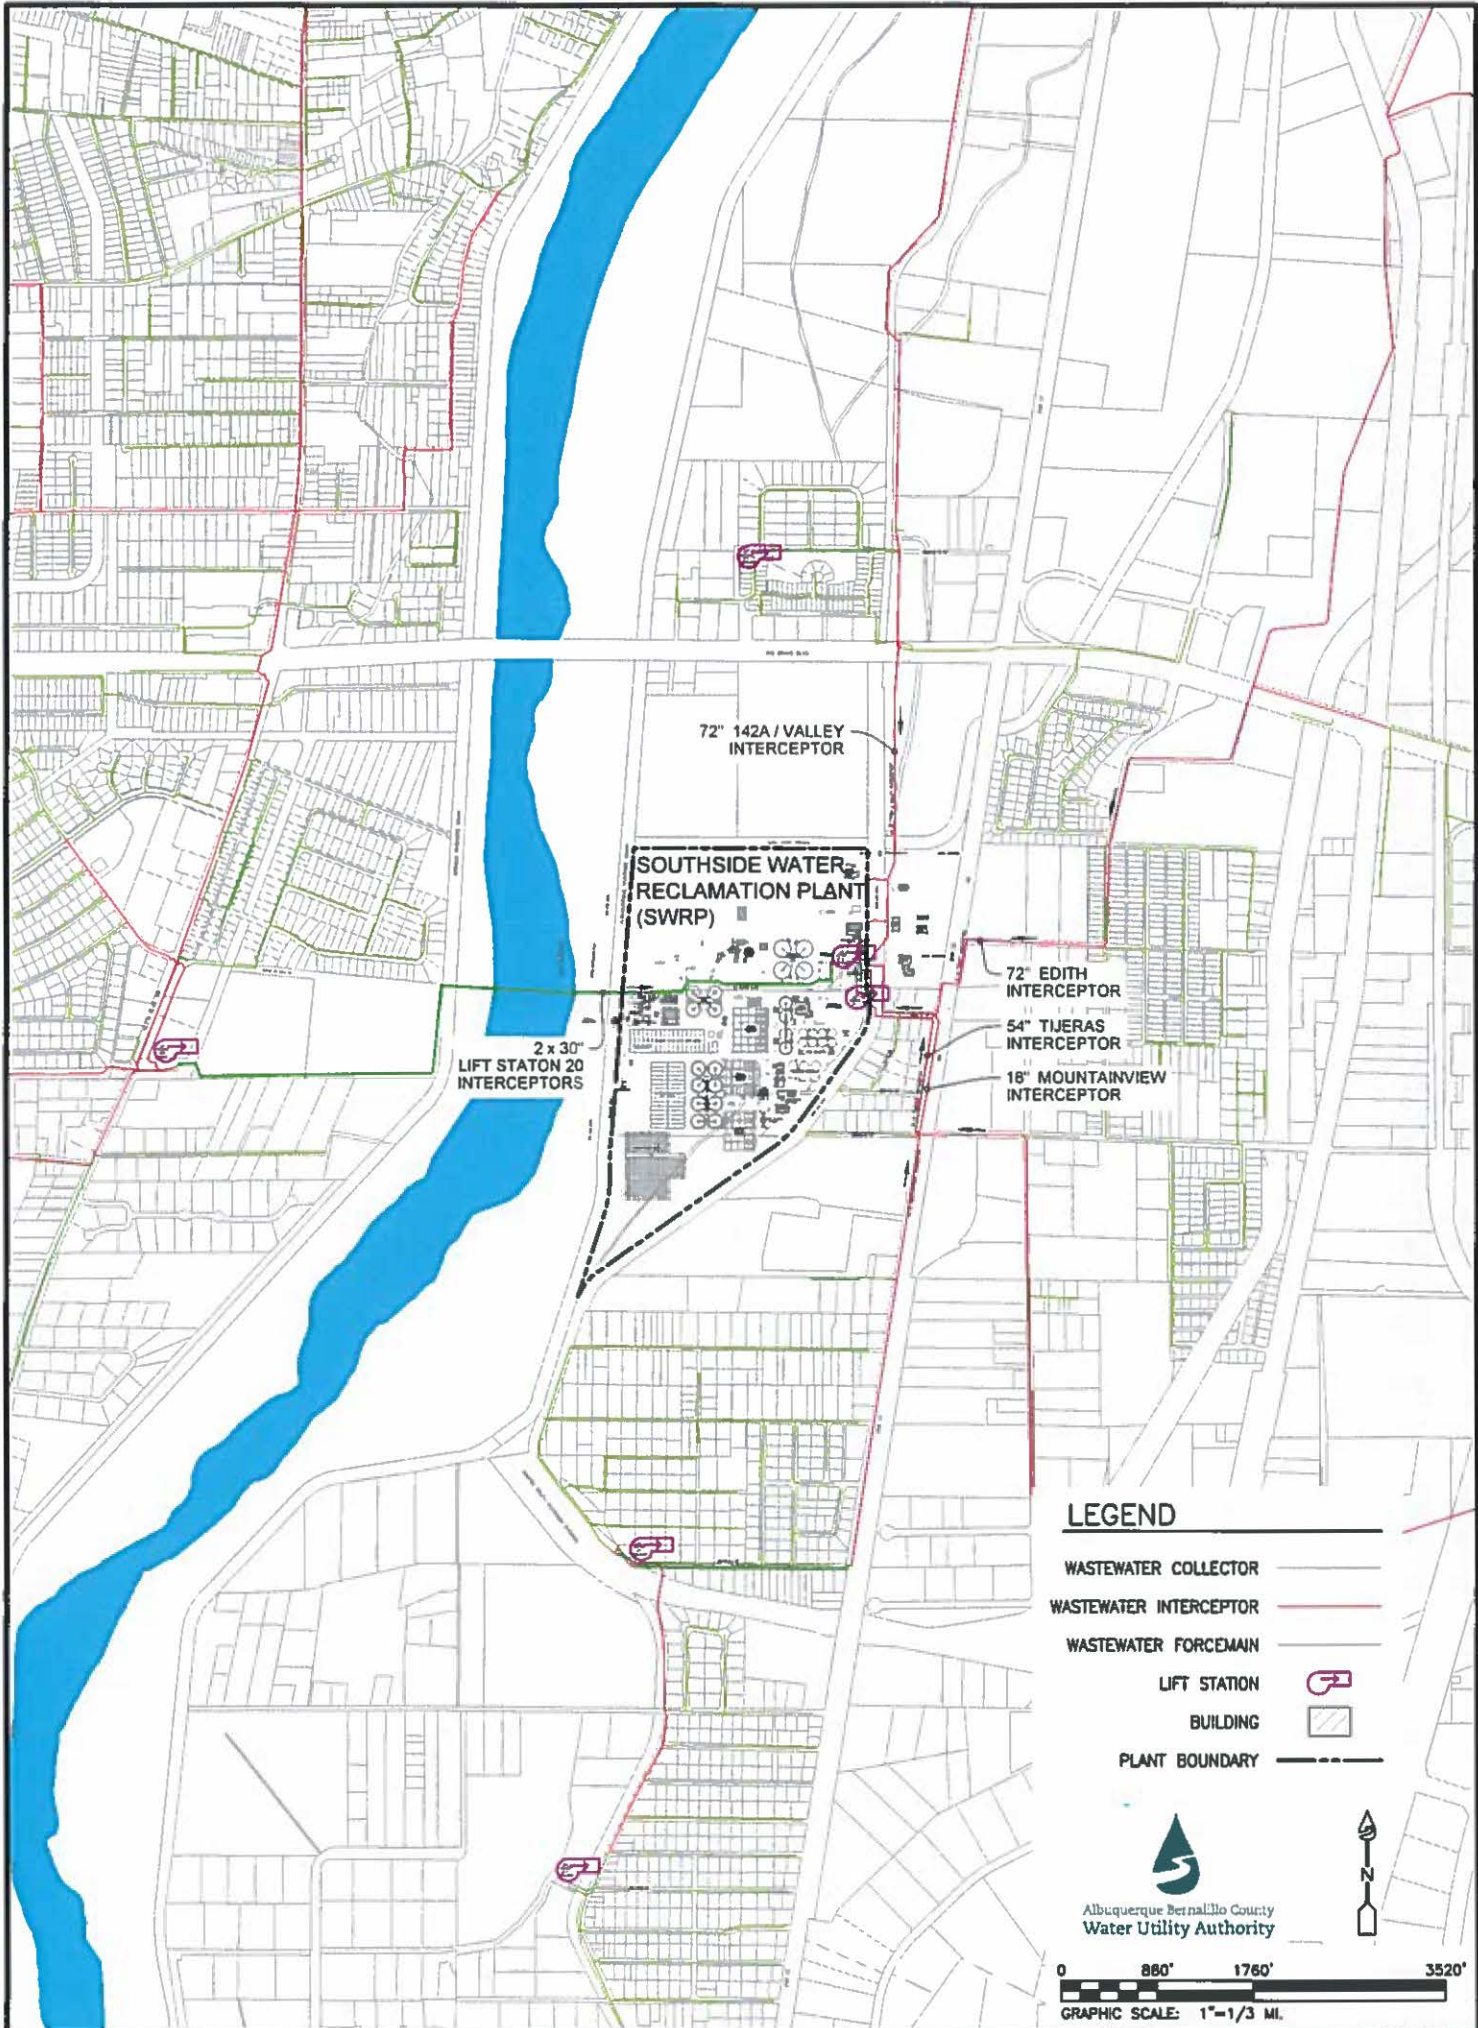 72" 142A / VALLEY
INTERCEPTOR
SOUTHSIDE WATER
RECLAMATION PLANT
(SWRP)
72" EDITH
INTERCEPTOR
54" TIJERAS
INTERCEPTOR
18" MOUNTAINVIEW
INTERCEPTOR
2 x 30"
LIFT STATON 20
INTERCEPTORS
LEGEND
WASTEWATER COLLECTOR
WASTEWATER INTERCEPTOR
WASTEWATER FORCEMAIN
LIFT STATION
BUILDING
PLANT BOUNDARY
Albuquerque Bernalillo County
Water Utility Authority
N
0 880' 1760' 3520'
GRAPHIC SCALE: 1"=1/3 MI.